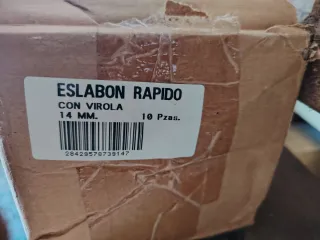 ESLABON RAPIDO
CON VIROLA
14 MM. 10 Pzas.